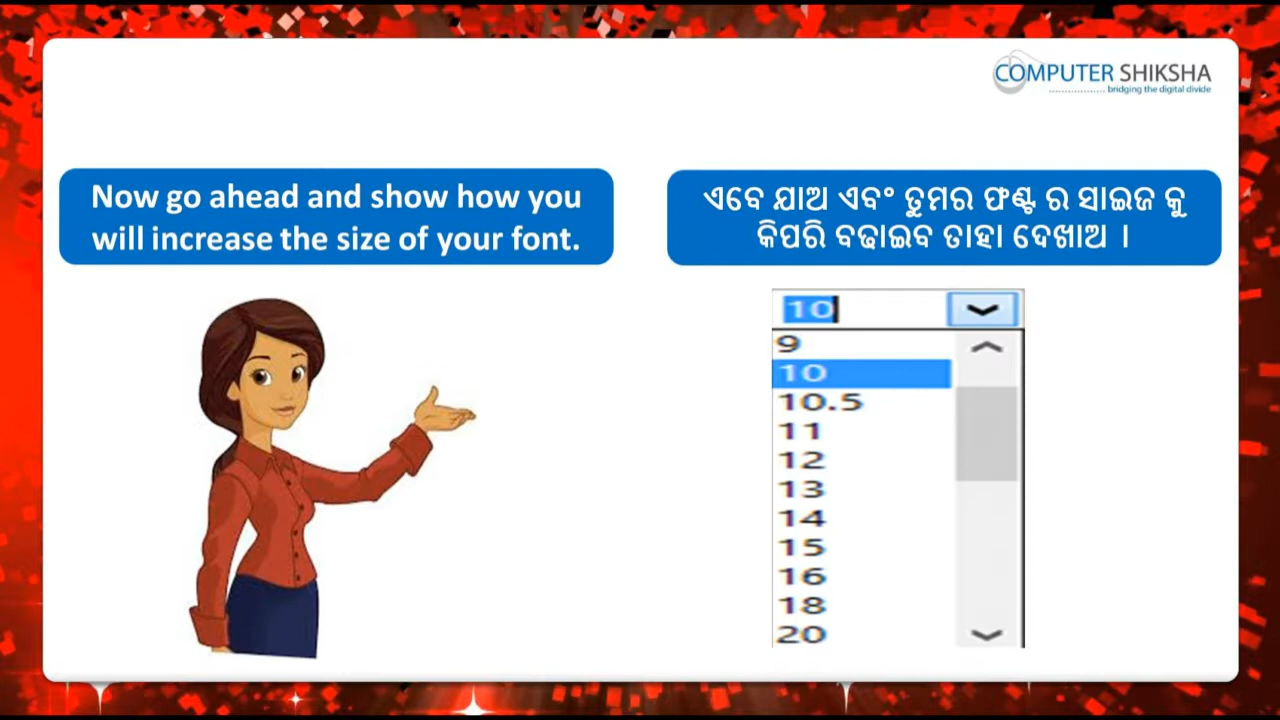 COMPUTER SHIKSHA
bridging the digital divide
Now go ahead and show how you
will increase the size of your font.
ଏବେ ଯାଅ ଏବଂ ତୁମର ଫଣ୍ଟ ର ସାଇଜ କୁ
କିପରି ବଢାଇବ ତାହା ଦେଖାଅ ।
10
9
10
10.5
11
12
13
14
15
16
18
20